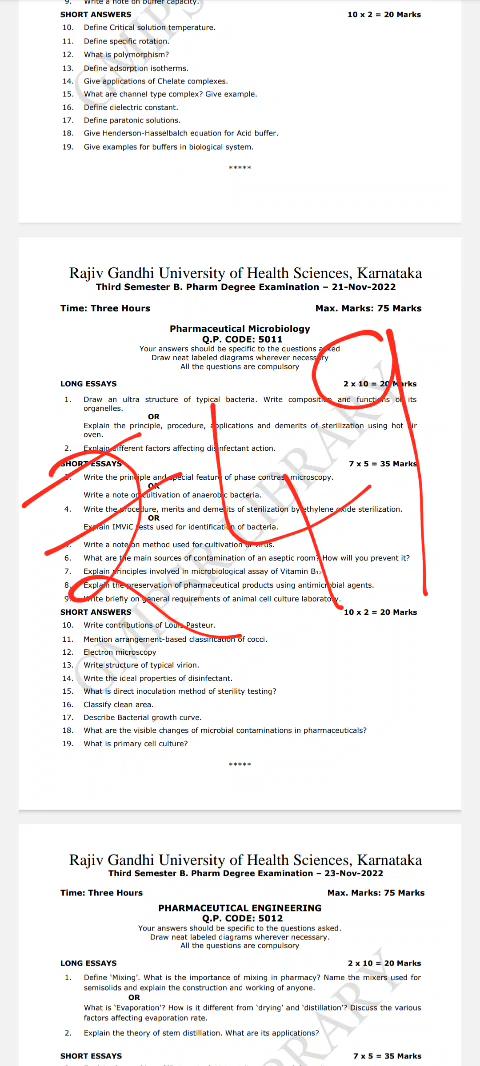 9. Write a note on buffer capacity.
SHORT ANSWERS 10 x 2 = 20 Marks
10. Define Critical solution temperature.
11. Define specific rotation.
12. What is polymorphism?
13. Define adsorption isotherms.
14. Give applications of Chelate complexes.
15. What are channel type complex? Give example.
16. Define dielectric constant.
17. Define paratonic solutions.
18. Give Henderson-Hasselbalch equation for Acid buffer.
19. Give examples for buffers in biological system.
*****
Rajiv Gandhi University of Health Sciences, Karnataka
Third Semester B. Pharm Degree Examination – 21-Nov-2022
Time: Three Hours Max. Marks: 75 Marks
Pharmaceutical Microbiology
Q.P. CODE: 5011
Your answers should be specific to the questions asked
Draw neat labeled diagrams wherever necessary
All the questions are compulsory
LONG ESSAYS 2 x 10 = 20 Marks
1. Draw an ultra structure of typical bacteria. Write composition and functions of its
organelles.
OR
Explain the principle, procedure, applications and demerits of sterilization using hot air
oven.
2. Explain different factors affecting disinfectant action.
SHORT ESSAYS 7 x 5 = 35 Marks
3. Write the principle and special feature of phase contrast microscopy.
OR
Write a note on cultivation of anaerobic bacteria.
4. Write the procedure, merits and demerits of sterilization by ethylene oxide sterilization.
OR
Explain IMViC tests used for identification of bacteria.
5. Write a note on method used for cultivation of virus.
6. What are the main sources of contamination of an aseptic room? How will you prevent it?
7. Explain principles involved in microbiological assay of Vitamin B₁₂
8. Explain the preservation of pharmaceutical products using antimicrobial agents.
9. Write briefly on general requirements of animal cell culture laboratory.
SHORT ANSWERS 10 x 2 = 20 Marks
10. Write contributions of Louis Pasteur.
11. Mention arrangement-based classification of cocci.
12. Electron microscopy
13. Write structure of typical virion.
14. Write the ideal properties of disinfectant.
15. What is direct inoculation method of sterility testing?
16. Classify clean area.
17. Describe Bacterial growth curve.
18. What are the visible changes of microbial contaminations in pharmaceuticals?
19. What is primary cell culture?
*****
Rajiv Gandhi University of Health Sciences, Karnataka
Third Semester B. Pharm Degree Examination – 23-Nov-2022
Time: Three Hours Max. Marks: 75 Marks
PHARMACEUTICAL ENGINEERING
Q.P. CODE: 5012
Your answers should be specific to the questions asked.
Draw neat labeled diagrams wherever necessary.
All the questions are compulsory
LONG ESSAYS 2 x 10 = 20 Marks
1. Define ‘Mixing’. What is the importance of mixing in pharmacy? Name the mixers used for
semisolids and explain the construction and working of anyone.
OR
What is ‘Evaporation’? How is it different from ‘drying’ and ‘distillation’? Discuss the various
factors affecting evaporation rate.
2. Explain the theory of stem distillation. What are its applications?
SHORT ESSAYS 7 x 5 = 35 Marks